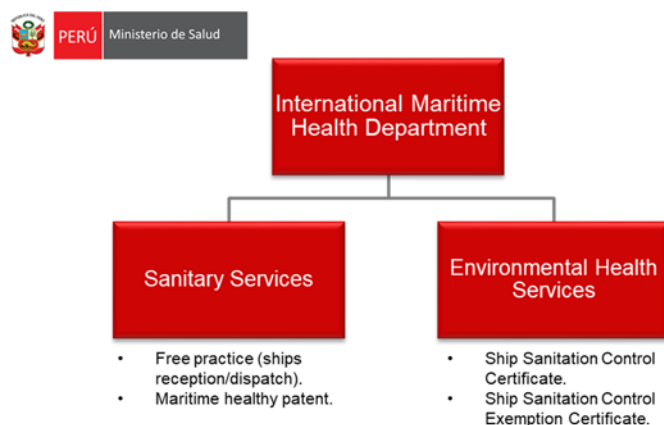 PERÚ
Ministerio de Salud
International Maritime
Health Department
Sanitary Services
• Free practice (ships
reception/dispatch).
• Maritime healthy patent.
Environmental Health
Services
• Ship Sanitation Control
Certificate.
• Ship Sanitation Control
Exemption Certificate.